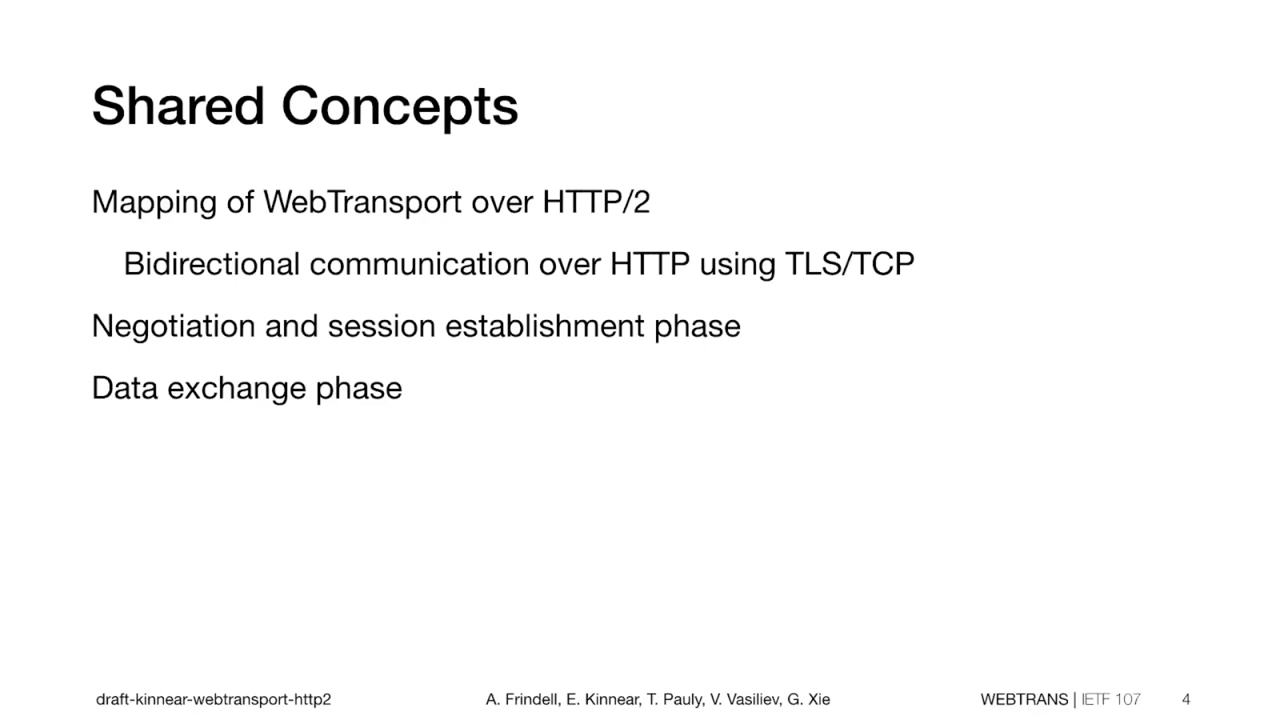 Shared Concepts
Mapping of WebTransport over HTTP/2
Bidirectional communication over HTTP using TLS/TCP
Negotiation and session establishment phase
Data exchange phase
draft-kinnear-webtransport-http2
A. Frindell, E. Kinnear, T. Pauly, V. Vasiliev, G. Xie
WEBTRANS | IETF 107
4